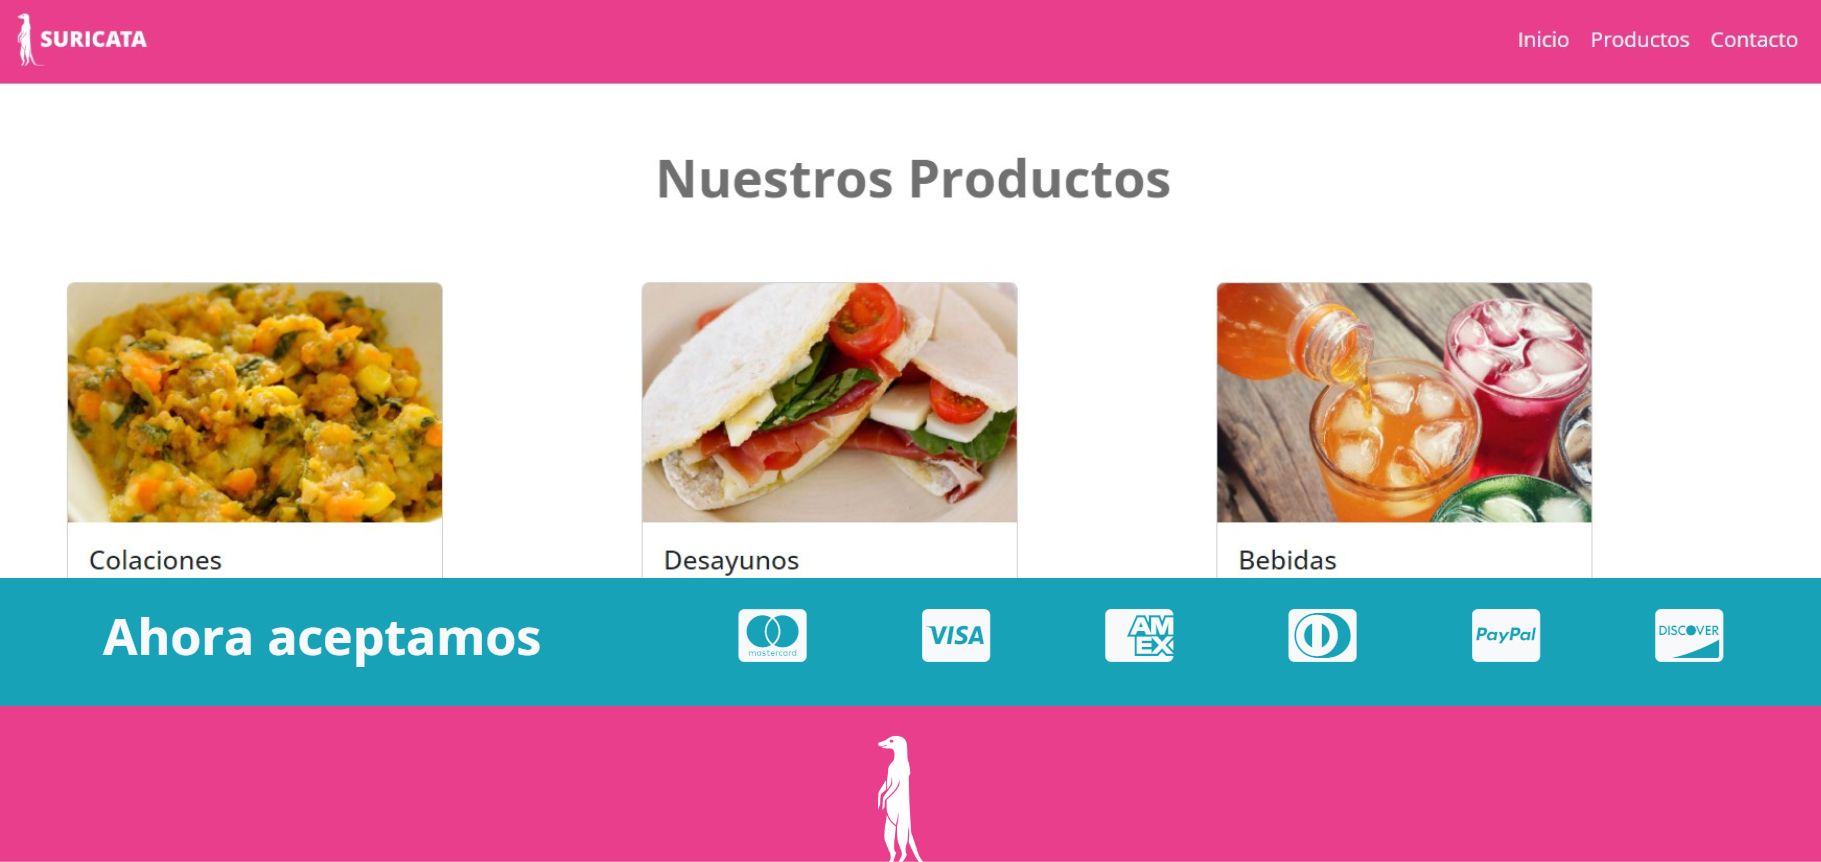 SURICATA
Inicio Productos Contacto
Nuestros Productos
Colaciones
Desayunos
Bebidas
Ahora aceptamos
mastercard
VISA
AM
EX
PayPal
DISCOVER